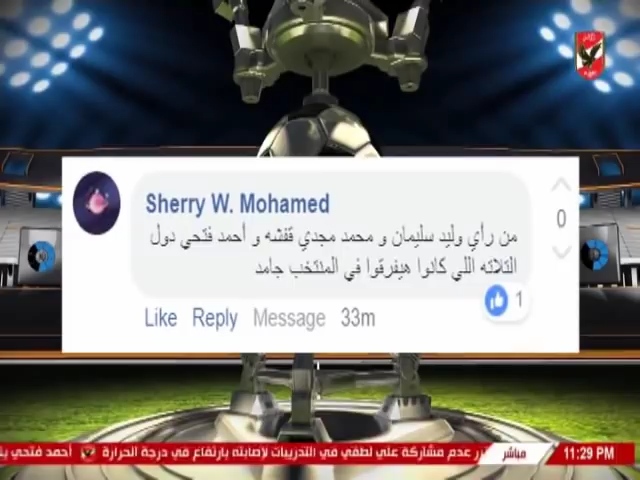 Sherry W. Mohamed
من رأي وليد سليمان و محمد مجدي قفشه و أحمد فتحي دول
التلاته اللي كانوا هيفرقوا في المنتخب جامد
0
1
Like Reply Message 33m
رر عدم مشاركة علي لطفي في التدريبات لإصابته بارتفاع في درجة الحرارة
أحمد فتحي
مباشر
11:29 PM